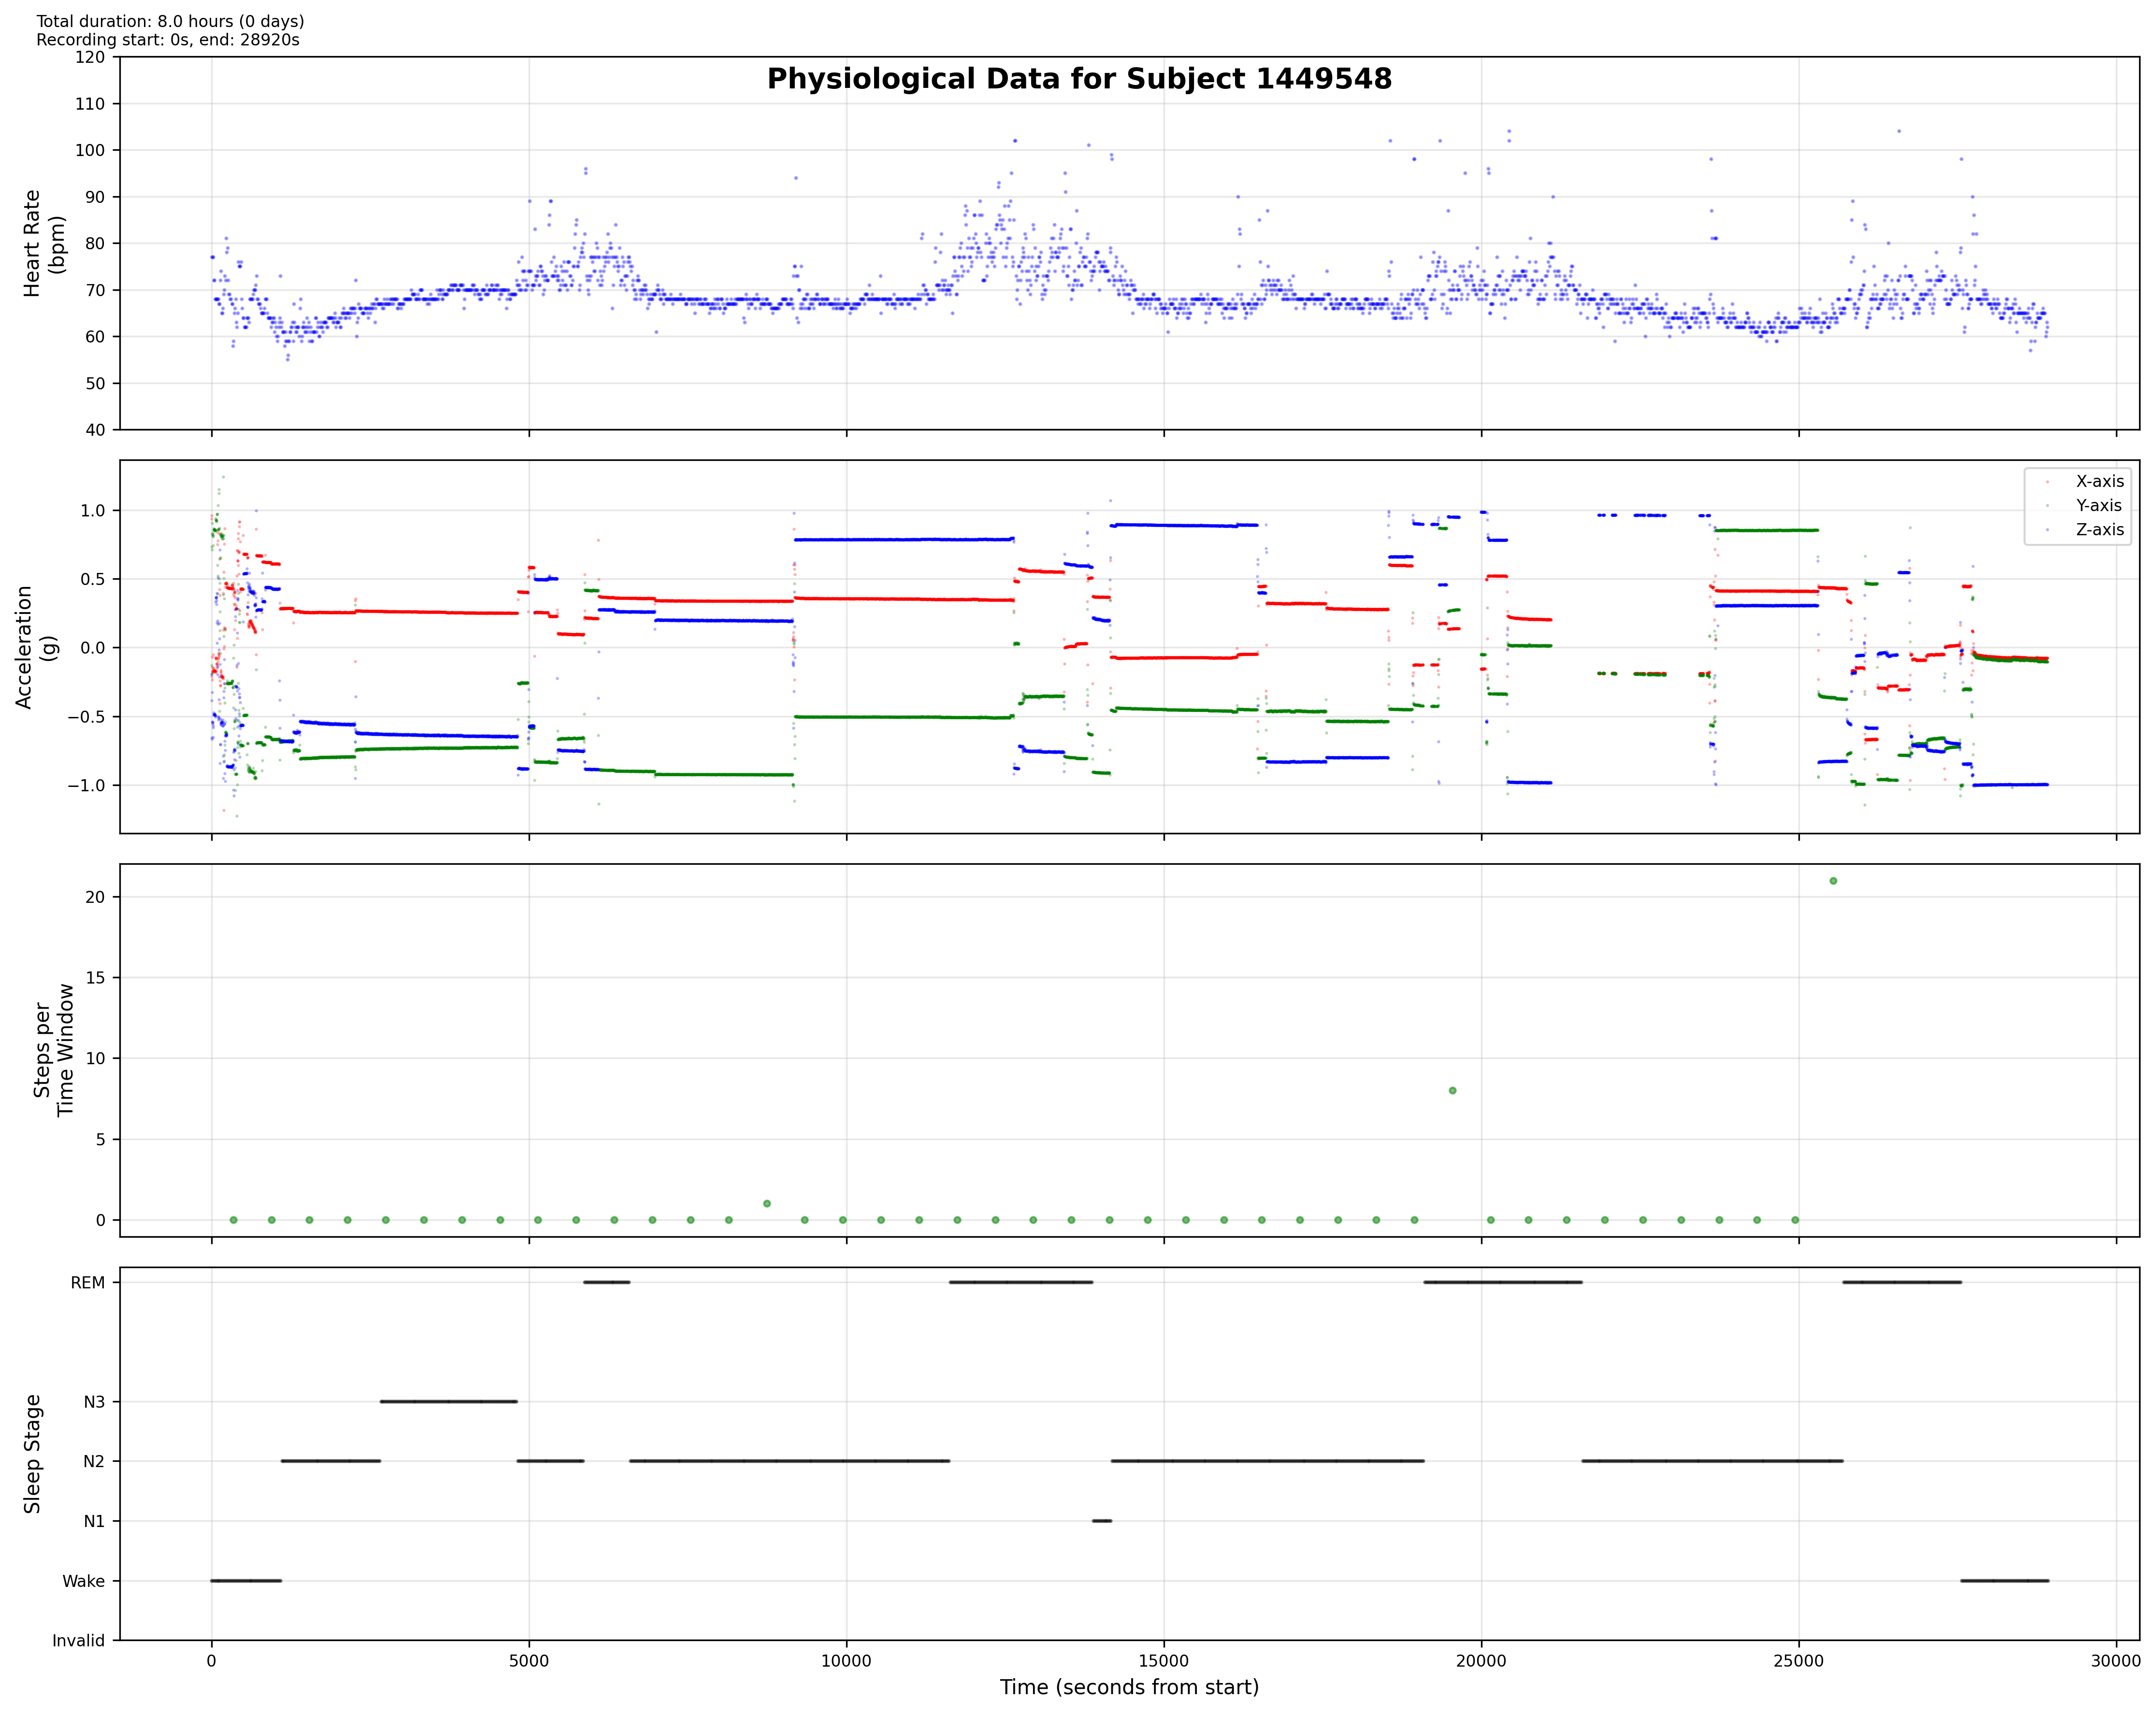 Total duration: 8.0 hours (0 days)
Recording start: 0s, end: 28920s
Physiological Data for Subject 1449548
120
110
100
90
80
70
60
50
40
Heart Rate
(bpm)
1.0
0.5
0.0
−0.5
−1.0
Acceleration
(g)
X-axis
Y-axis
Z-axis
20
15
10
5
0
Steps per
Time Window
REM
N3
N2
N1
Wake
Invalid
Sleep Stage
0 5000 10000 15000 20000 25000 30000
Time (seconds from start)